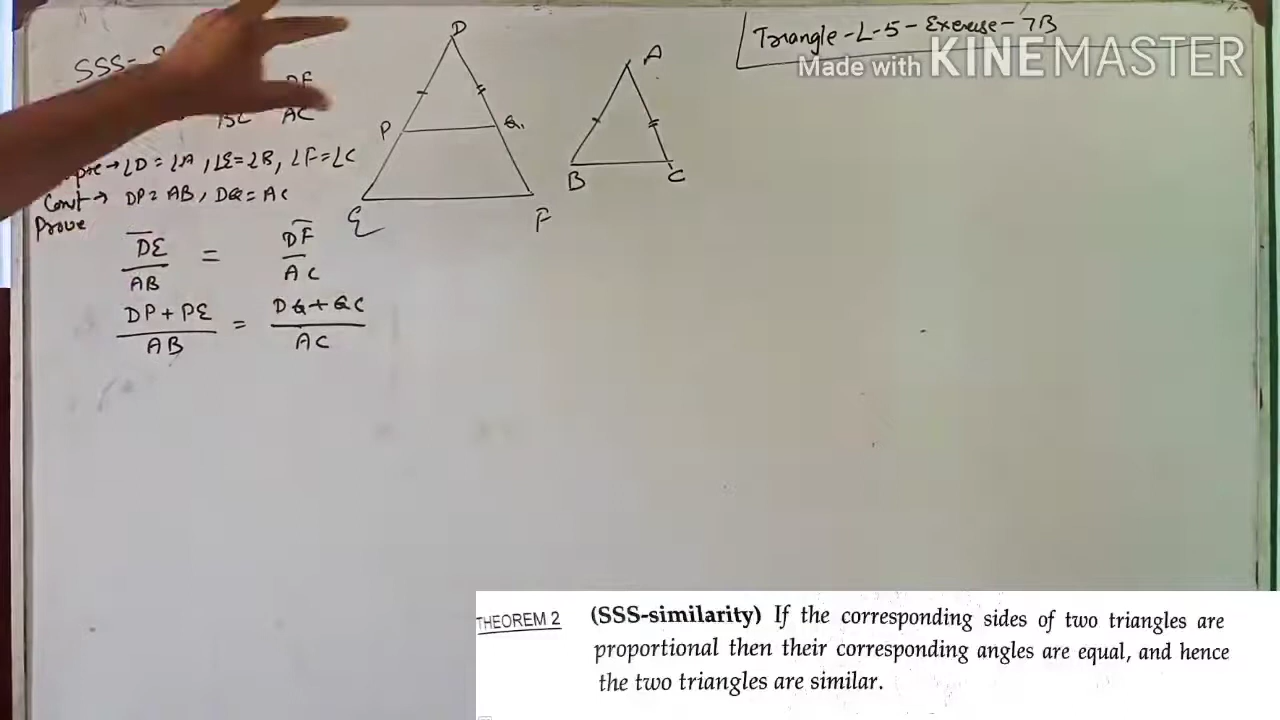 Triangle-L-5-Exercise-7B
Made with KINEMASTER
SSS-
DF
BC AC
→ ∠D = ∠A, ∠E = ∠B, ∠F = ∠C
Const → DP = AB, DQ = AC
Prove
DE = DF
AB AC
DP + PE = DQ + QC
AB AC
D
P Q
E F
A
B C
THEOREM 2 (SSS-similarity) If the corresponding sides of two triangles are
proportional then their corresponding angles are equal, and hence
the two triangles are similar.